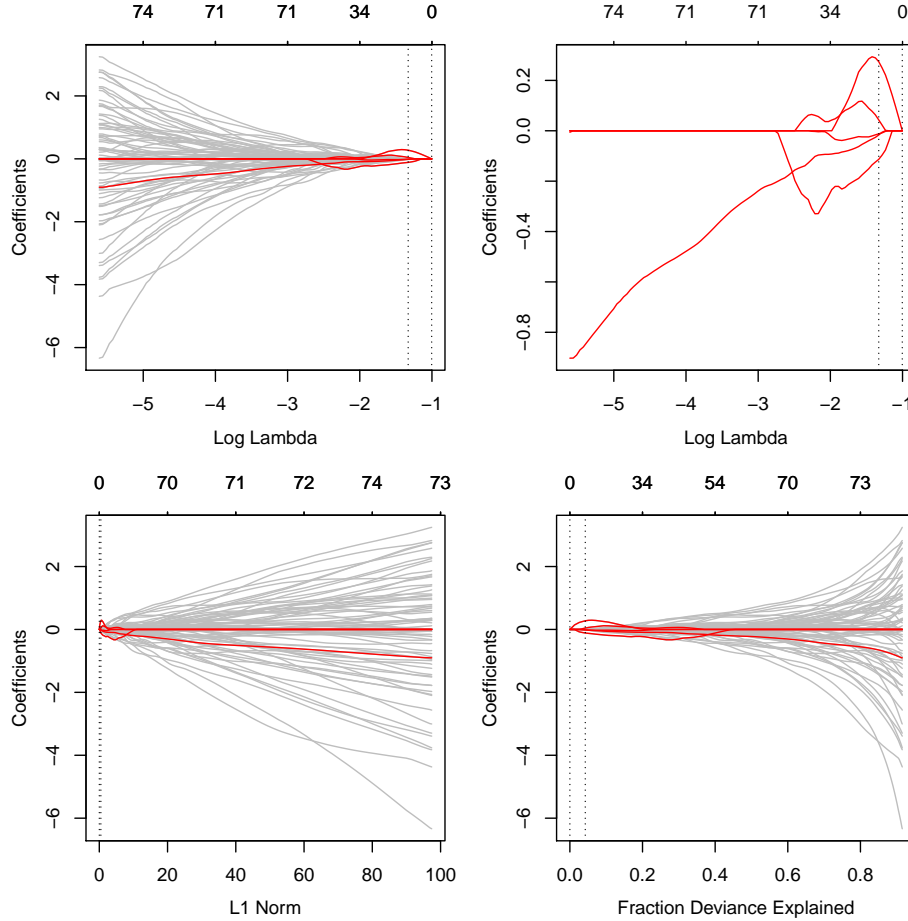 74 71 71 34 0
2
0
−2
−4
−6
Coefficients
−5 −4 −3 −2 −1
Log Lambda
74 71 71 34 0
0.2
0.0
−0.4
−0.8
Coefficients
−5 −4 −3 −2 −1
Log Lambda
0 70 71 72 74 73
2
0
−2
−4
−6
Coefficients
0 20 40 60 80 100
L1 Norm
0 34 54 70 73
2
0
−2
−4
−6
Coefficients
0.0 0.2 0.4 0.6 0.8
Fraction Deviance Explained